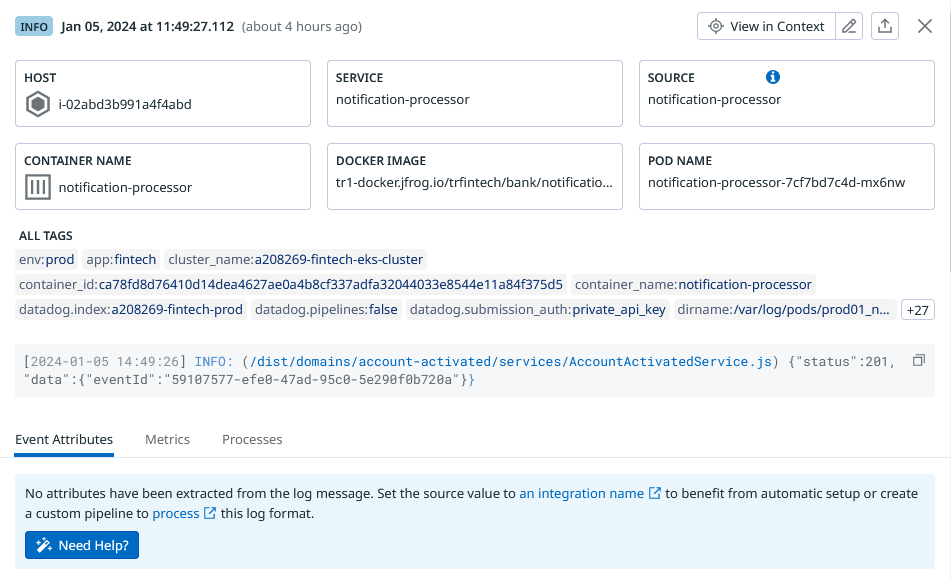 INFO Jan 05, 2024 at 11:49:27.112 (about 4 hours ago) View in Context
HOST
i-02abd3b991a4f4abd
SERVICE
notification-processor
SOURCE
notification-processor
CONTAINER NAME
notification-processor
DOCKER IMAGE
tr1-docker.jfrog.io/trfintech/bank/notificatio...
POD NAME
notification-processor-7cf7bd7c4d-mx6nw
ALL TAGS
env:prod app:fintech cluster_name:a208269-fintech-eks-cluster
container_id:ca78fd8d76410d14dea4627ae0a4b8cf337adfa32044033e8544e11a84f375d5 container_name:notification-processor
datadog.index:a208269-fintech-prod datadog.pipelines:false datadog.submission_auth:private_api_key dirname:/var/log/pods/prod01_n... +27
[2024-01-05 14:49:26] INFO: (/dist/domains/account-activated/services/AccountActivatedService.js) {"status":201,
"data":{"eventId":"59107577-efe0-47ad-95c0-5e290f0b720a"}}
Event Attributes Metrics Processes
No attributes have been extracted from the log message. Set the source value to an integration name to benefit from automatic setup or create
a custom pipeline to process this log format.
Need Help?